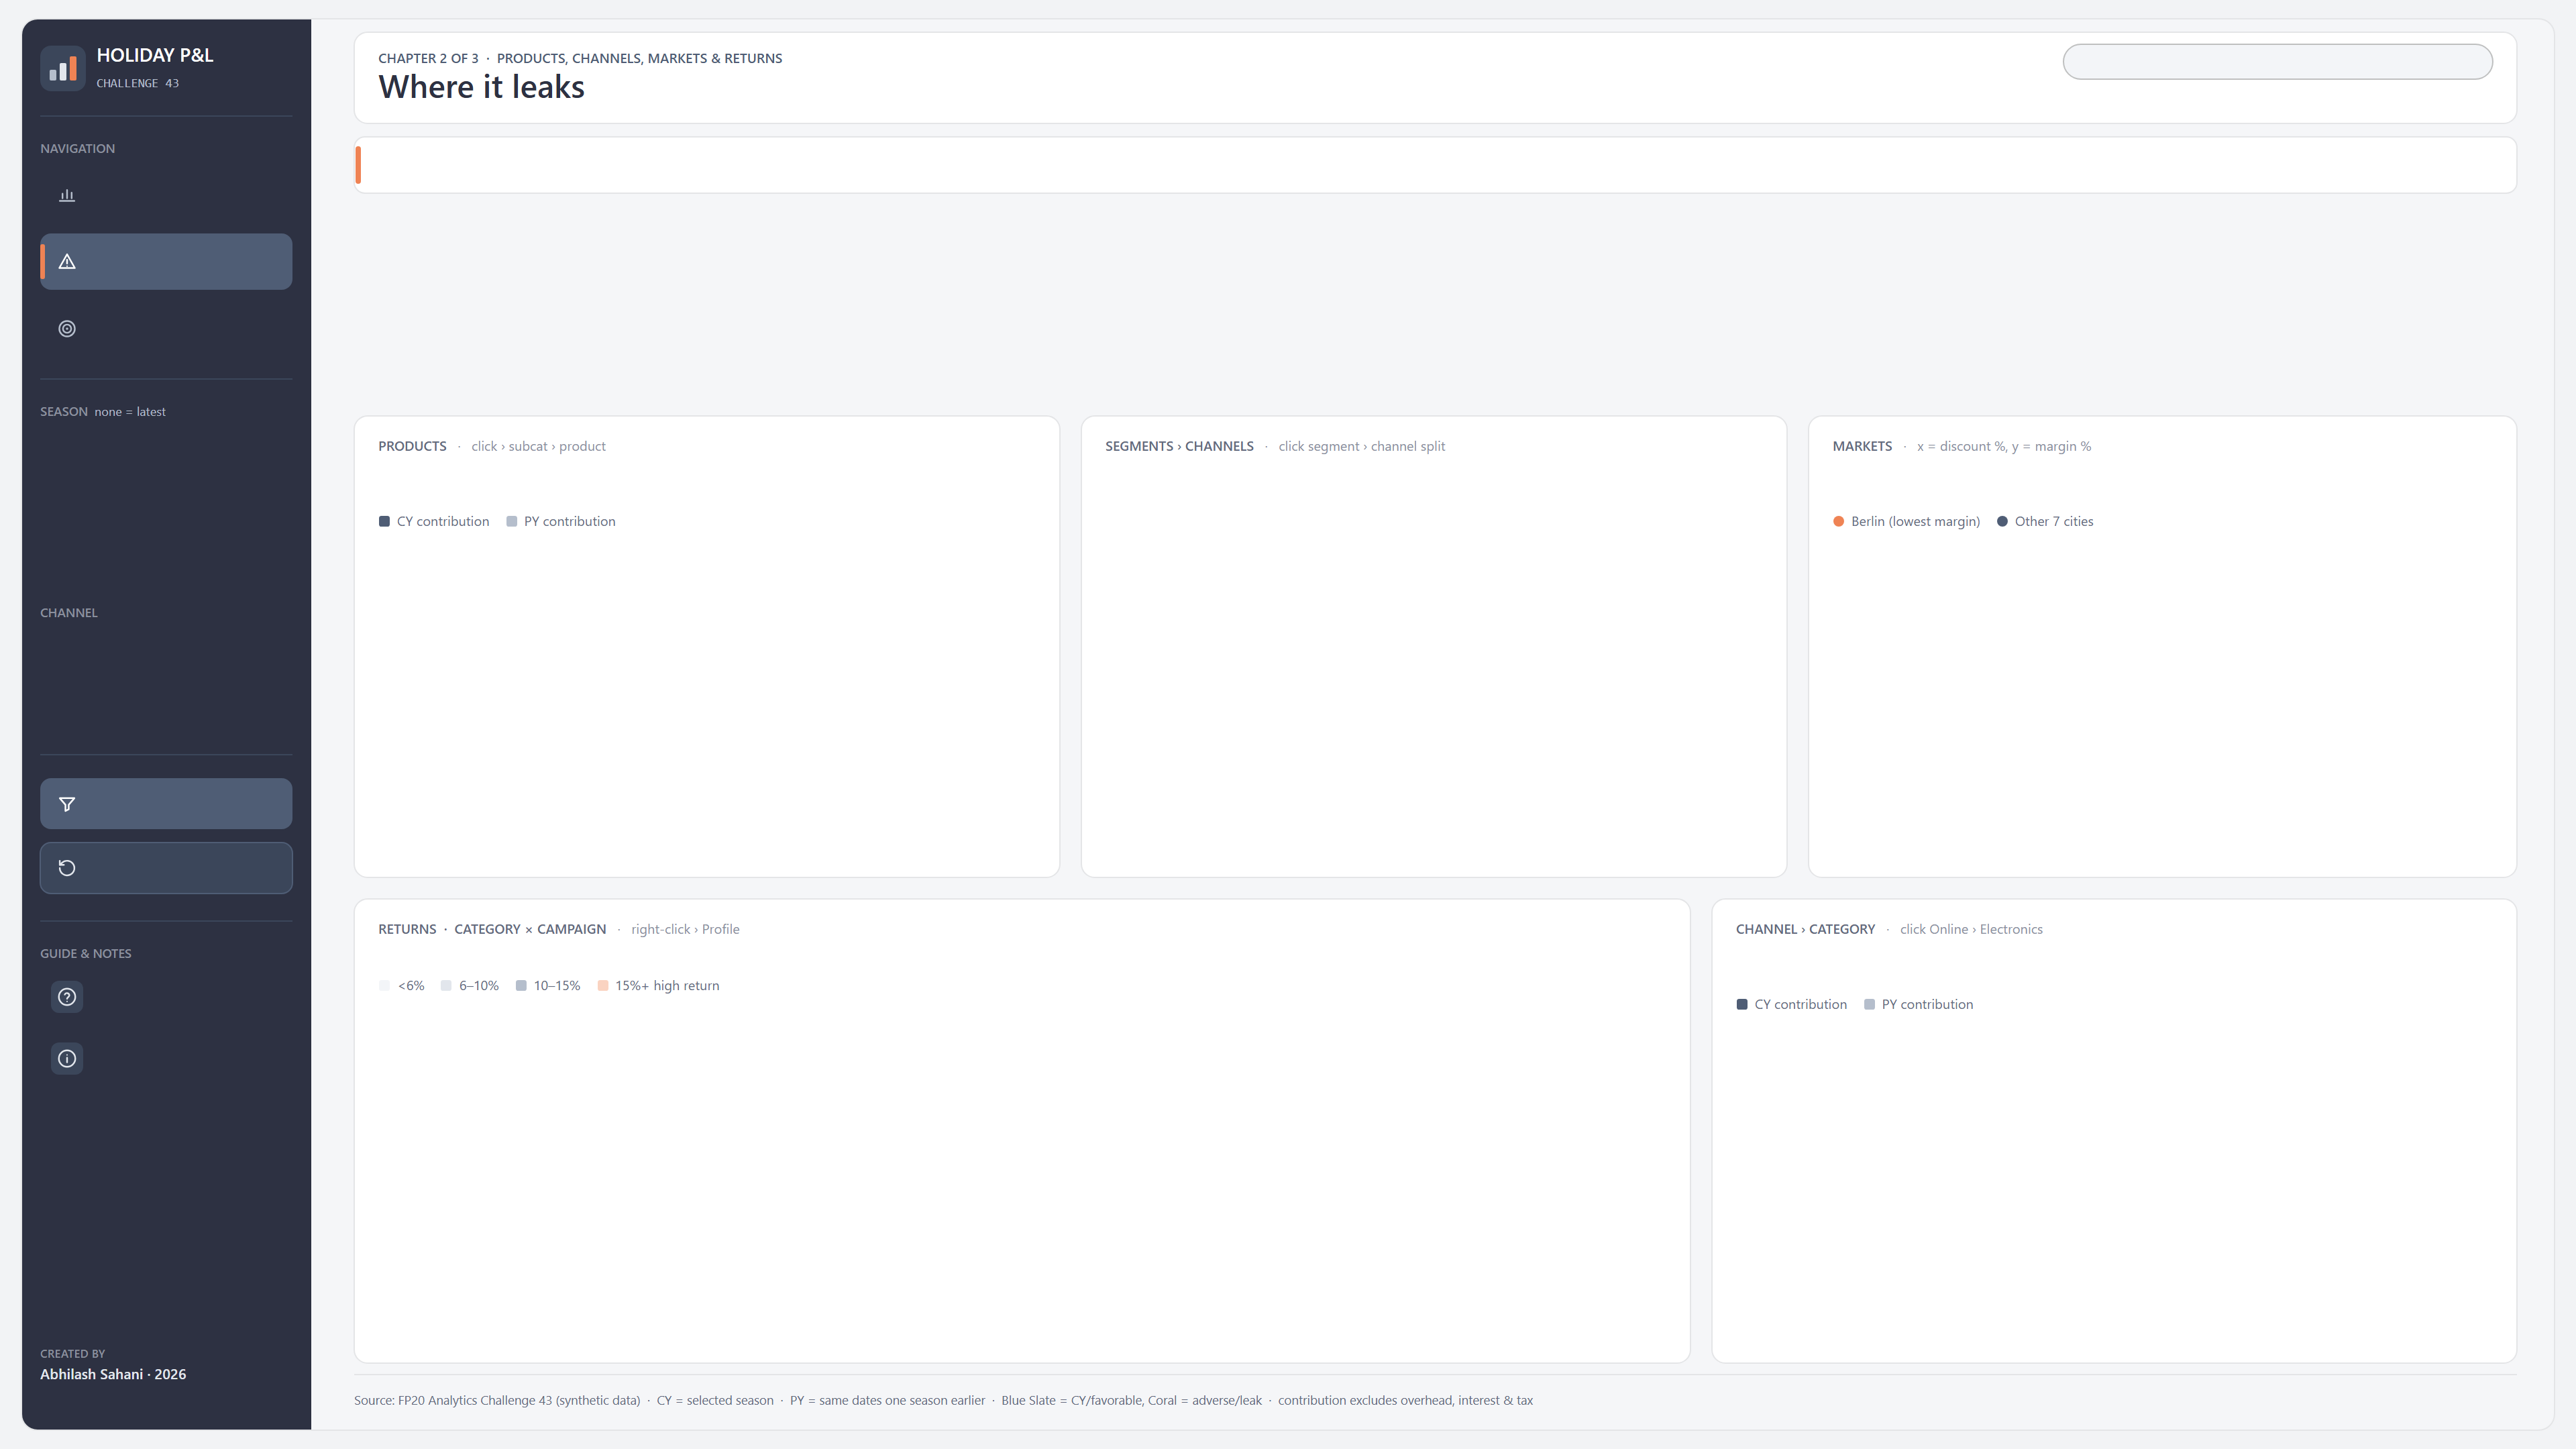 HOLIDAY P&L
CHALLENGE 43
NAVIGATION
SEASON none = latest
CHANNEL
GUIDE & NOTES
CREATED BY
Abhilash Sahani · 2026
CHAPTER 2 OF 3 · PRODUCTS, CHANNELS, MARKETS & RETURNS
Where it leaks
PRODUCTS · click › subcat › product
CY contribution PY contribution
SEGMENTS › CHANNELS · click segment › channel split
MARKETS · x = discount %, y = margin %
Berlin (lowest margin) Other 7 cities
RETURNS · CATEGORY × CAMPAIGN · right-click › Profile
<6% 6–10% 10–15% 15%+ high return
CHANNEL › CATEGORY · click Online › Electronics
CY contribution PY contribution
Source: FP20 Analytics Challenge 43 (synthetic data) · CY = selected season · PY = same dates one season earlier · Blue Slate = CY/favorable, Coral = adverse/leak · contribution excludes overhead, interest & tax